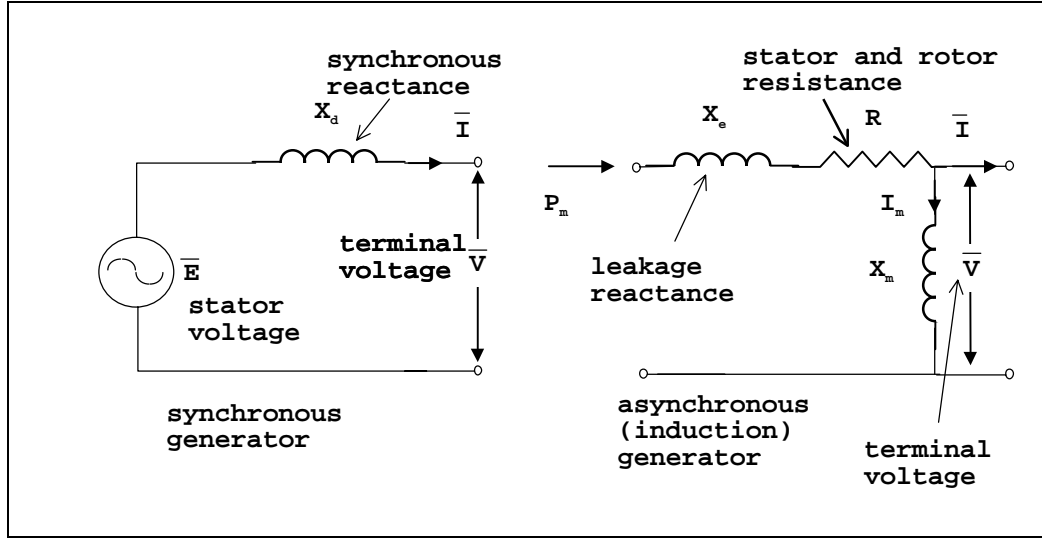 synchronous
reactance
X_d
I̅
E̅
stator
voltage
terminal
voltage
V̅
synchronous
generator
stator and rotor
resistance
X_e
R
I̅
P_m
I_m
leakage
reactance
X_m
V̅
asynchronous
(induction)
generator
terminal
voltage